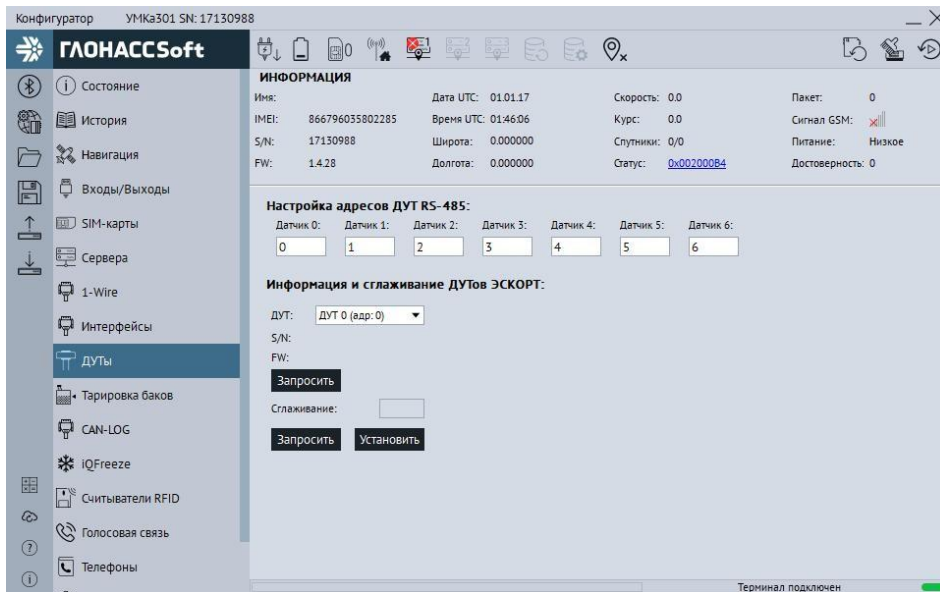 Конфигуратор УМКа301 SN: 17130988
ГЛОНАССSoft
0
1
x
Состояние
История
Навигация
Входы/Выходы
SIM-карты
Сервера
1-Wire
Интерфейсы
ДУТы
Тарировка баков
CAN-LOG
iQFreeze
Считыватели RFID
Голосовая связь
Телефоны
ИНФОРМАЦИЯ
Имя: Дата UTC: 01.01.17 Скорость: 0.0 Пакет: 0
IMEI: 866796035802285 Время UTC: 01:46:06 Курс: 0.0 Сигнал GSM:
S/N: 17130988 Широта: 0.000000 Спутники: 0/0 Питание: Низкое
FW: 1.4.28 Долгота: 0.000000 Статус: 0x002000B4 Достоверность: 0
Настройка адресов ДУТ RS-485:
Датчик 0: Датчик 1: Датчик 2: Датчик 3: Датчик 4: Датчик 5: Датчик 6:
0 1 2 3 4 5 6
Информация и сглаживание ДУТов ЭСКОРТ:
ДУТ: ДУТ 0 (адр: 0)
S/N:
FW:
Запросить
Сглаживание:
Запросить Установить
Терминал подключен